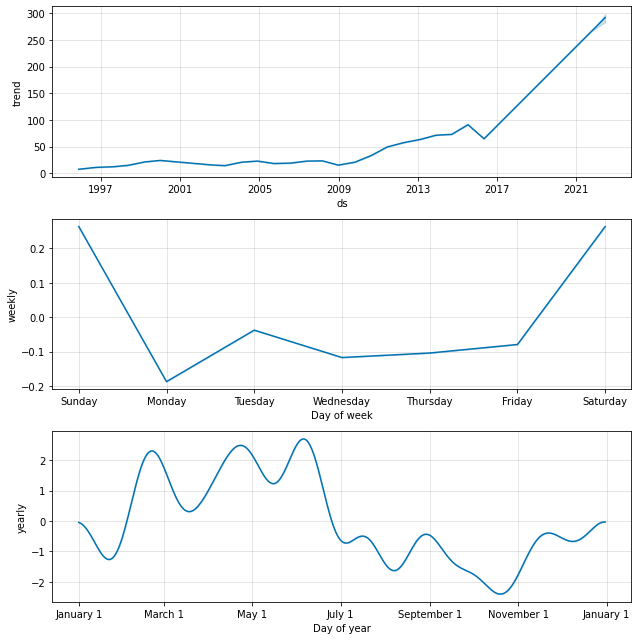 300
250
200
150
100
50
0
trend
1997 2001 2005 2009 2013 2017 2021
ds
0.2
0.1
0.0
−0.1
−0.2
weekly
Sunday Monday Tuesday Wednesday Thursday Friday Saturday
Day of week
2
1
0
−1
−2
yearly
January 1 March 1 May 1 July 1 September 1 November 1 January 1
Day of year